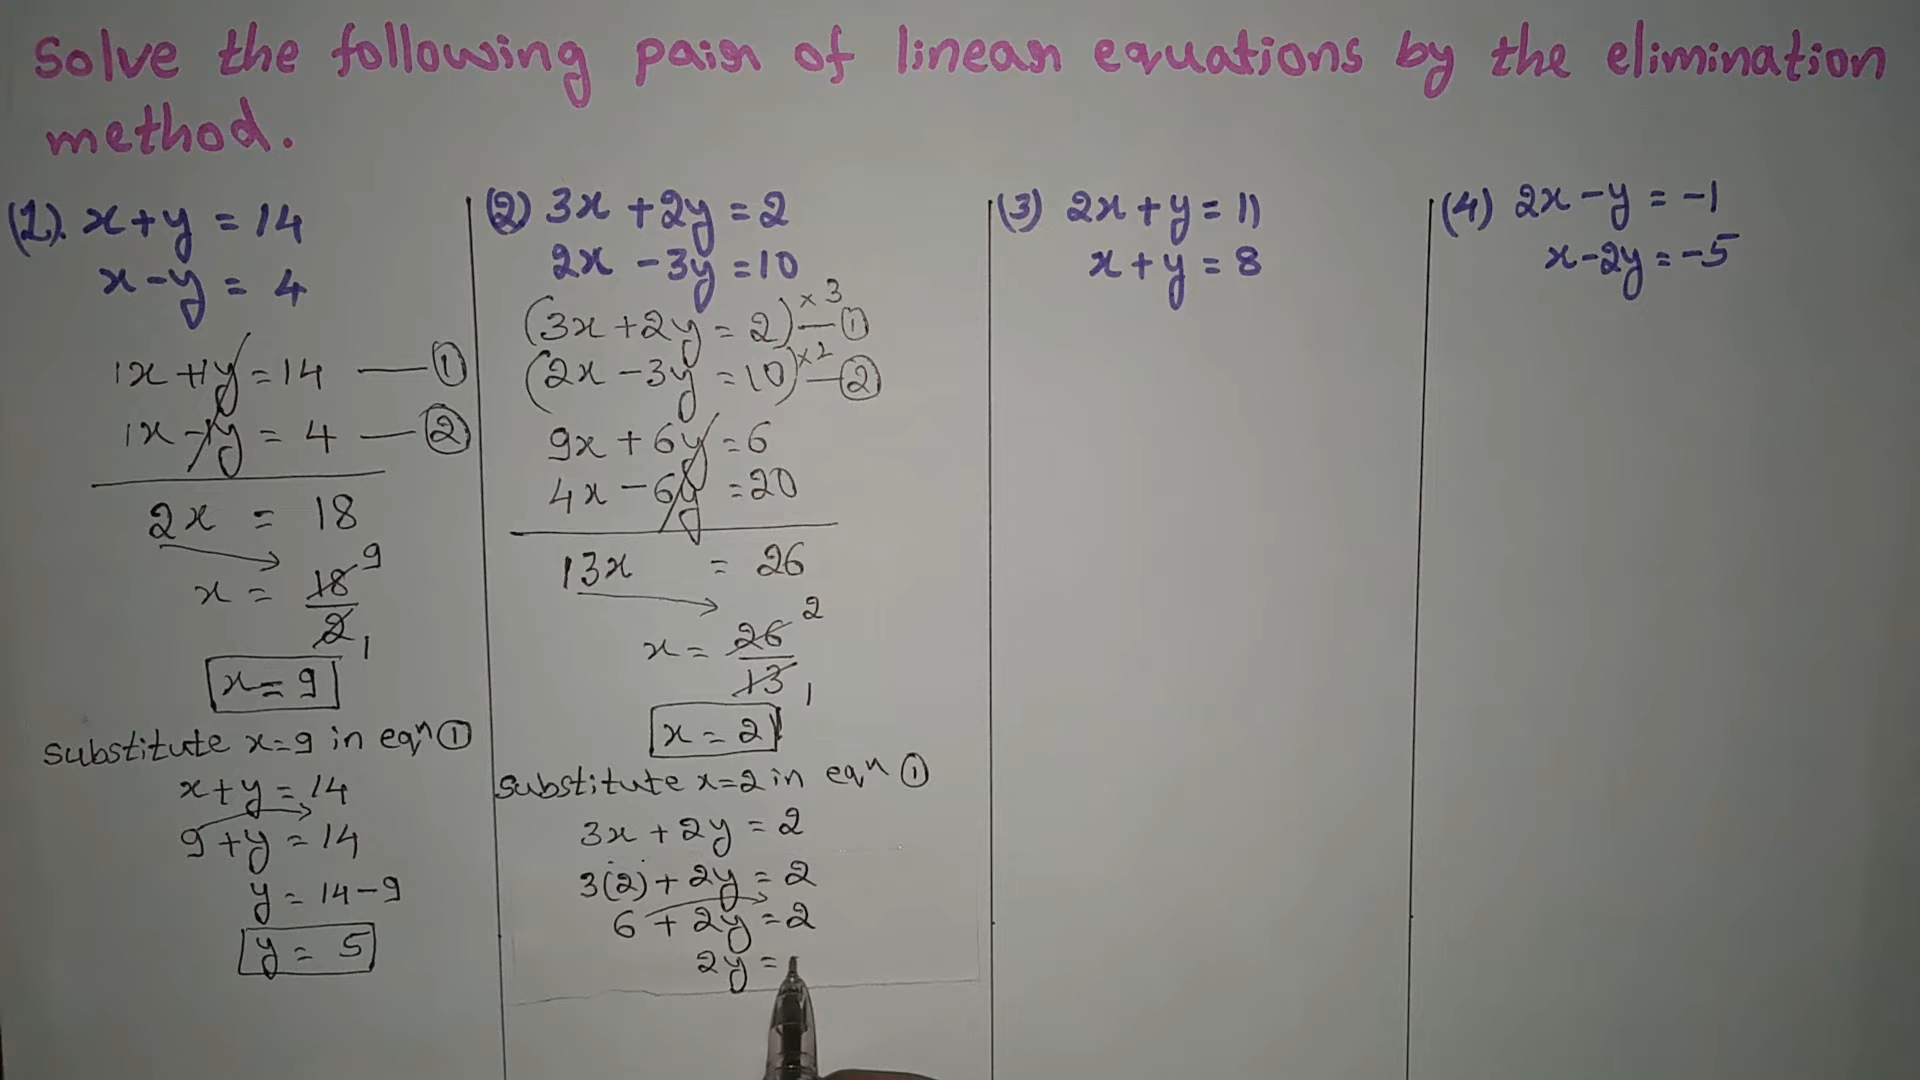 Solve the following pair of linear equations by the elimination
method.
(1). x+y = 14
x-y = 4
1x +1y = 14 — ①
1x -1y = 4 — ②
2x = 18
x = 18/2 9 1
x = 9
substitute x=9 in eqn ①
x+y = 14
9+y = 14
y = 14-9
y = 5
(2) 3x +2y = 2
2x -3y = 10
(3x +2y = 2) ×3 — ①
(2x -3y = 10) ×2 — ②
9x + 6y = 6
4x - 6y = 20
13x = 26
x = 26/13 2 1
x = 2
substitute x=2 in eqn ①
3x + 2y = 2
3(2) + 2y = 2
6 + 2y = 2
2y =
(3) 2x + y = 11
x + y = 8
(4) 2x - y = -1
x - 2y = -5